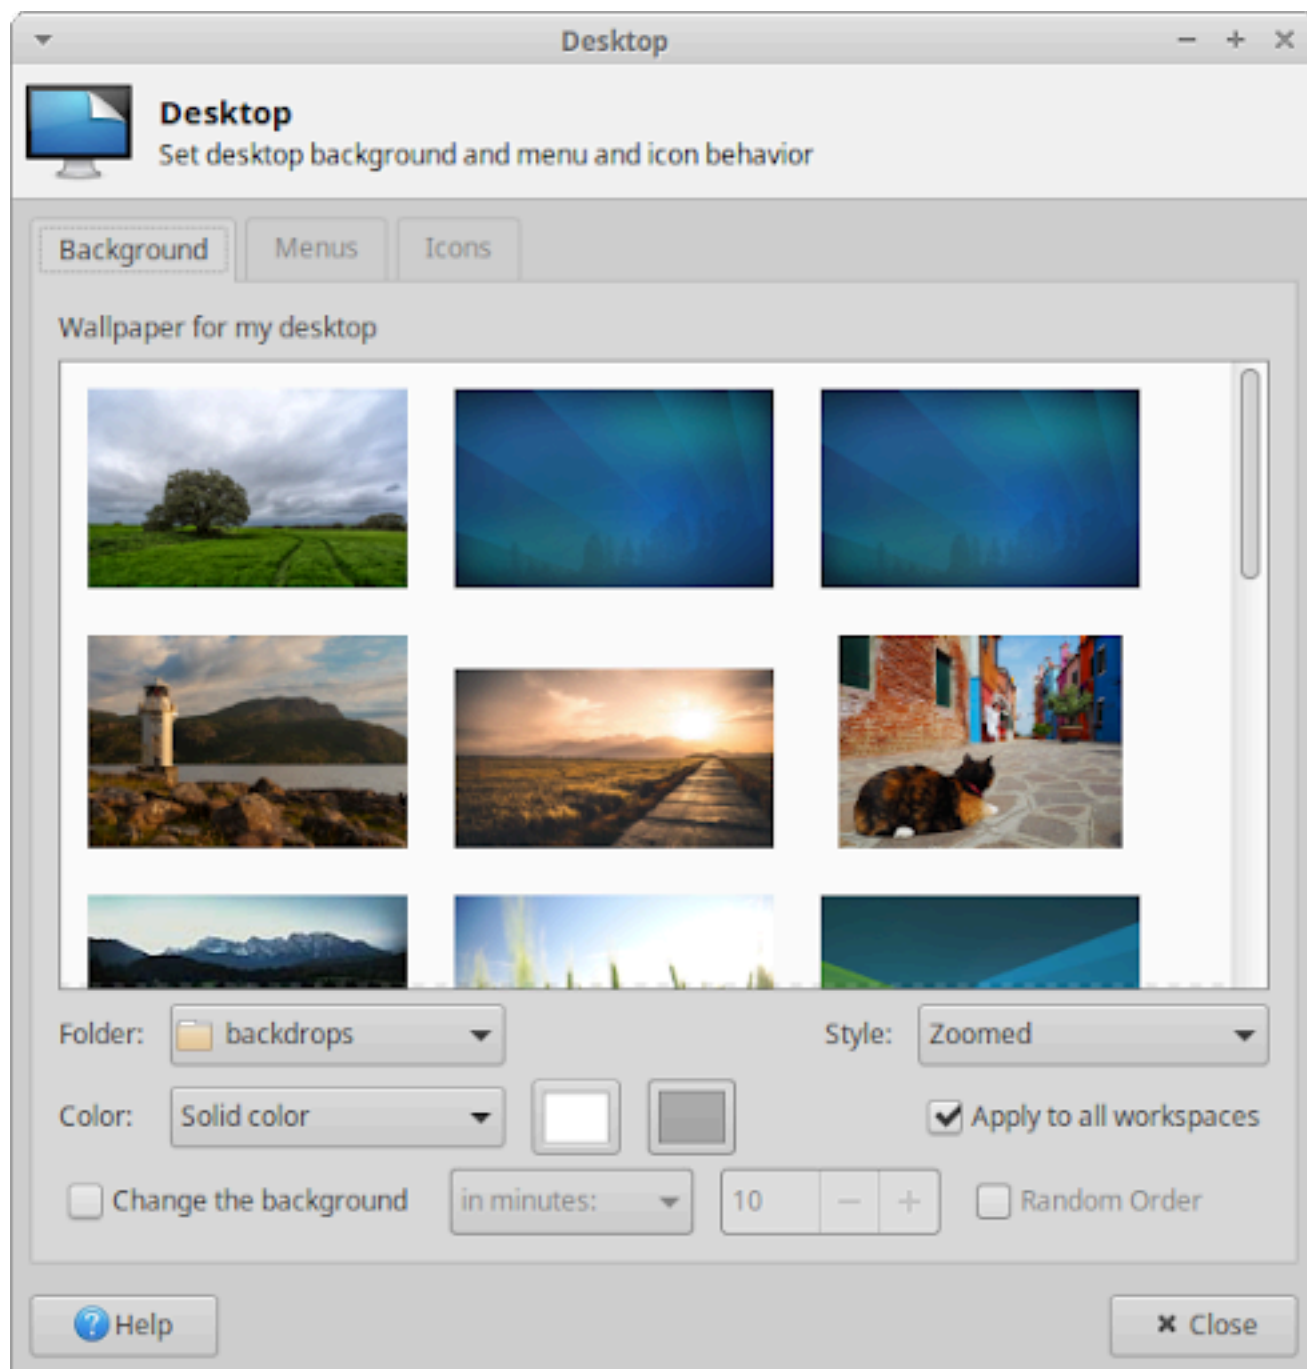 Desktop
Desktop
Set desktop background and menu and icon behavior
Background Menus Icons
Wallpaper for my desktop
Folder: backdrops Style: Zoomed
Color: Solid color Apply to all workspaces
Change the background in minutes: 10 Random Order
Help Close